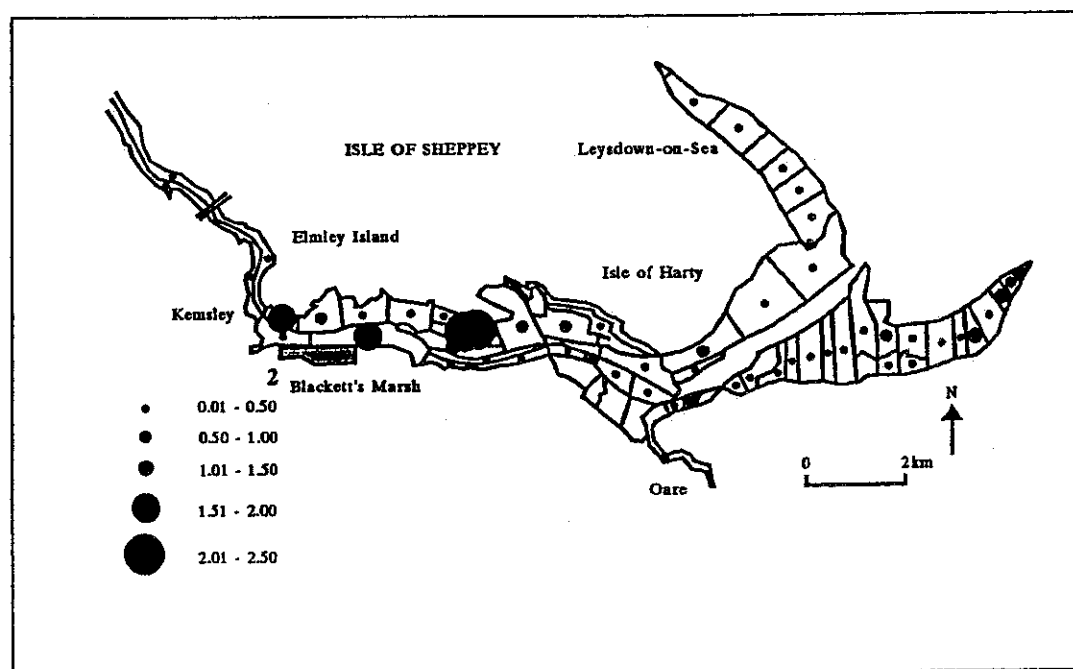 ISLE OF SHEPPEY
Leysdown-on-Sea
Elmley Island
Isle of Harty
Kemsley
2
Blackett's Marsh
N
0.01 - 0.50
0.50 - 1.00
1.01 - 1.50
1.51 - 2.00
2.01 - 2.50
0 2km
Oare